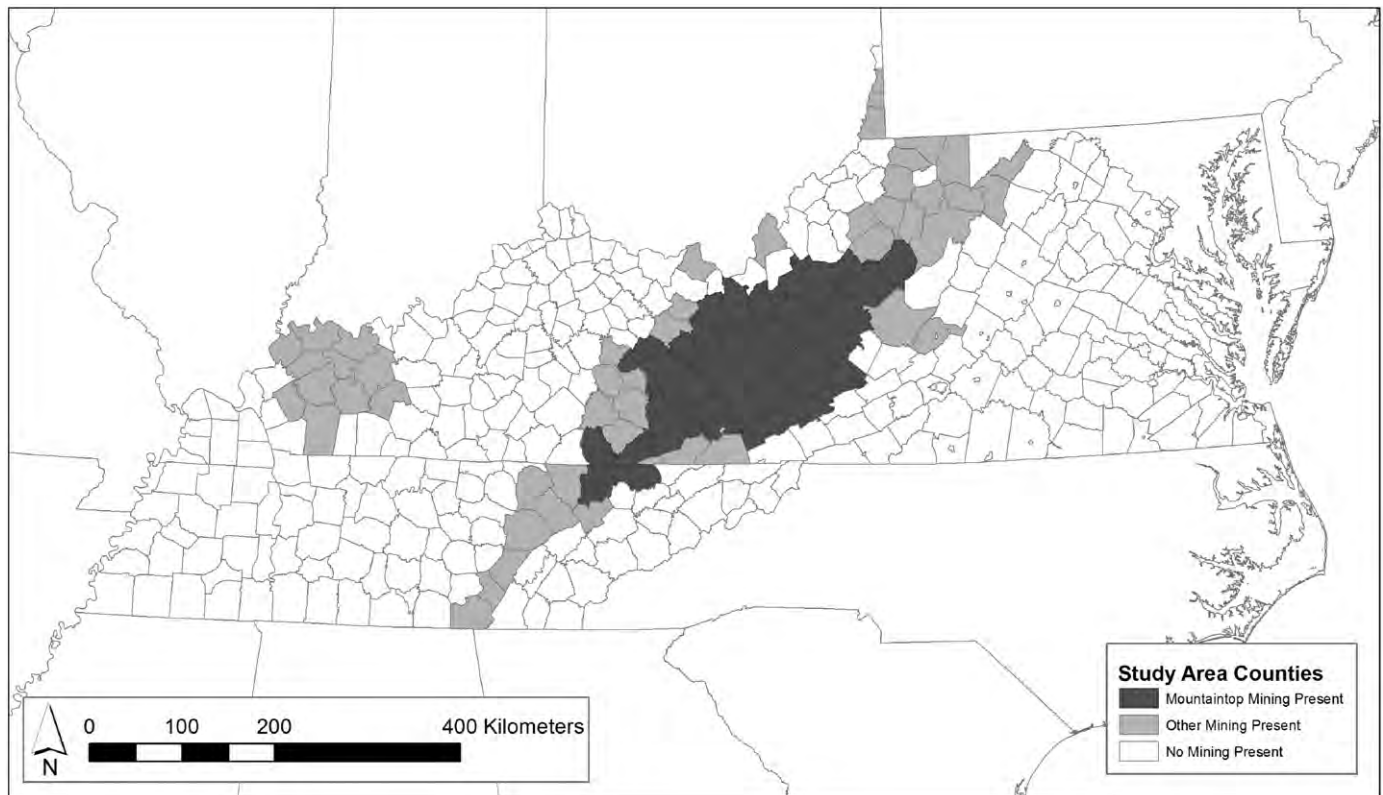 Study Area Counties
Mountaintop Mining Present
Other Mining Present
No Mining Present
0 100 200 400 Kilometers
N